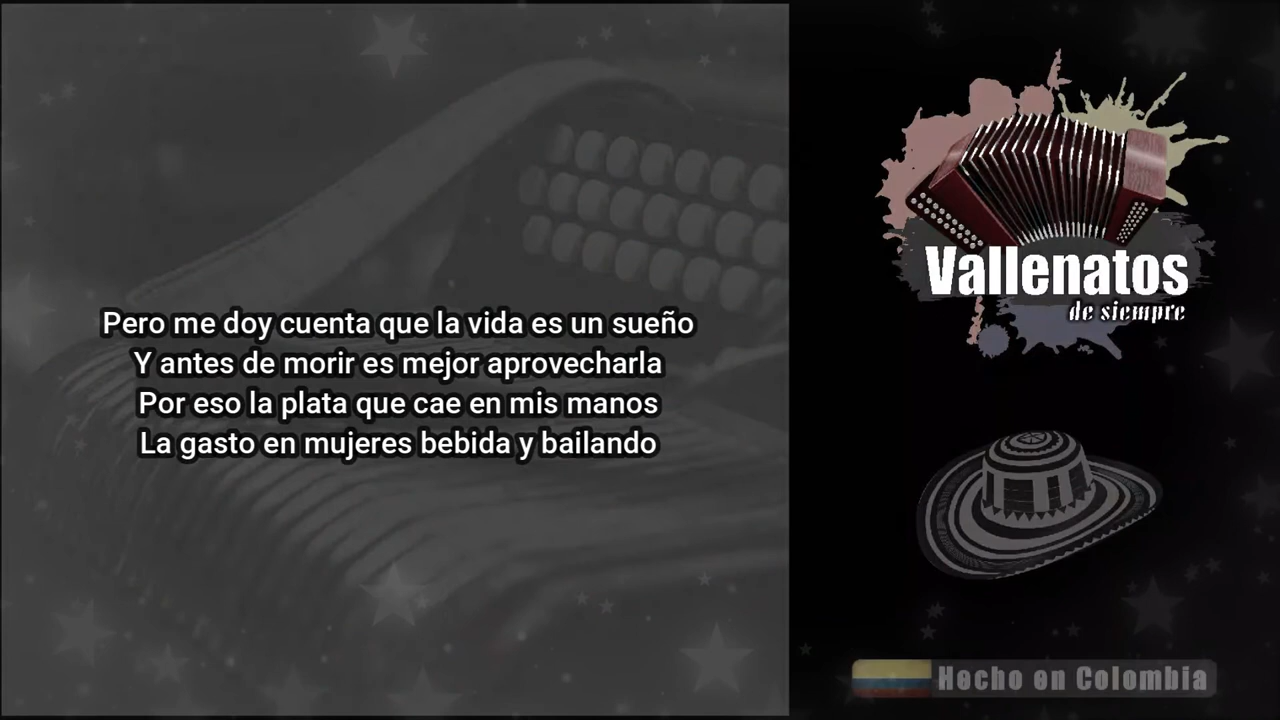 Pero me doy cuenta que la vida es un sueño
Y antes de morir es mejor aprovecharla
Por eso la plata que cae en mis manos
La gasto en mujeres bebida y bailando
Vallenatos
de siempre
Hecho en Colombia